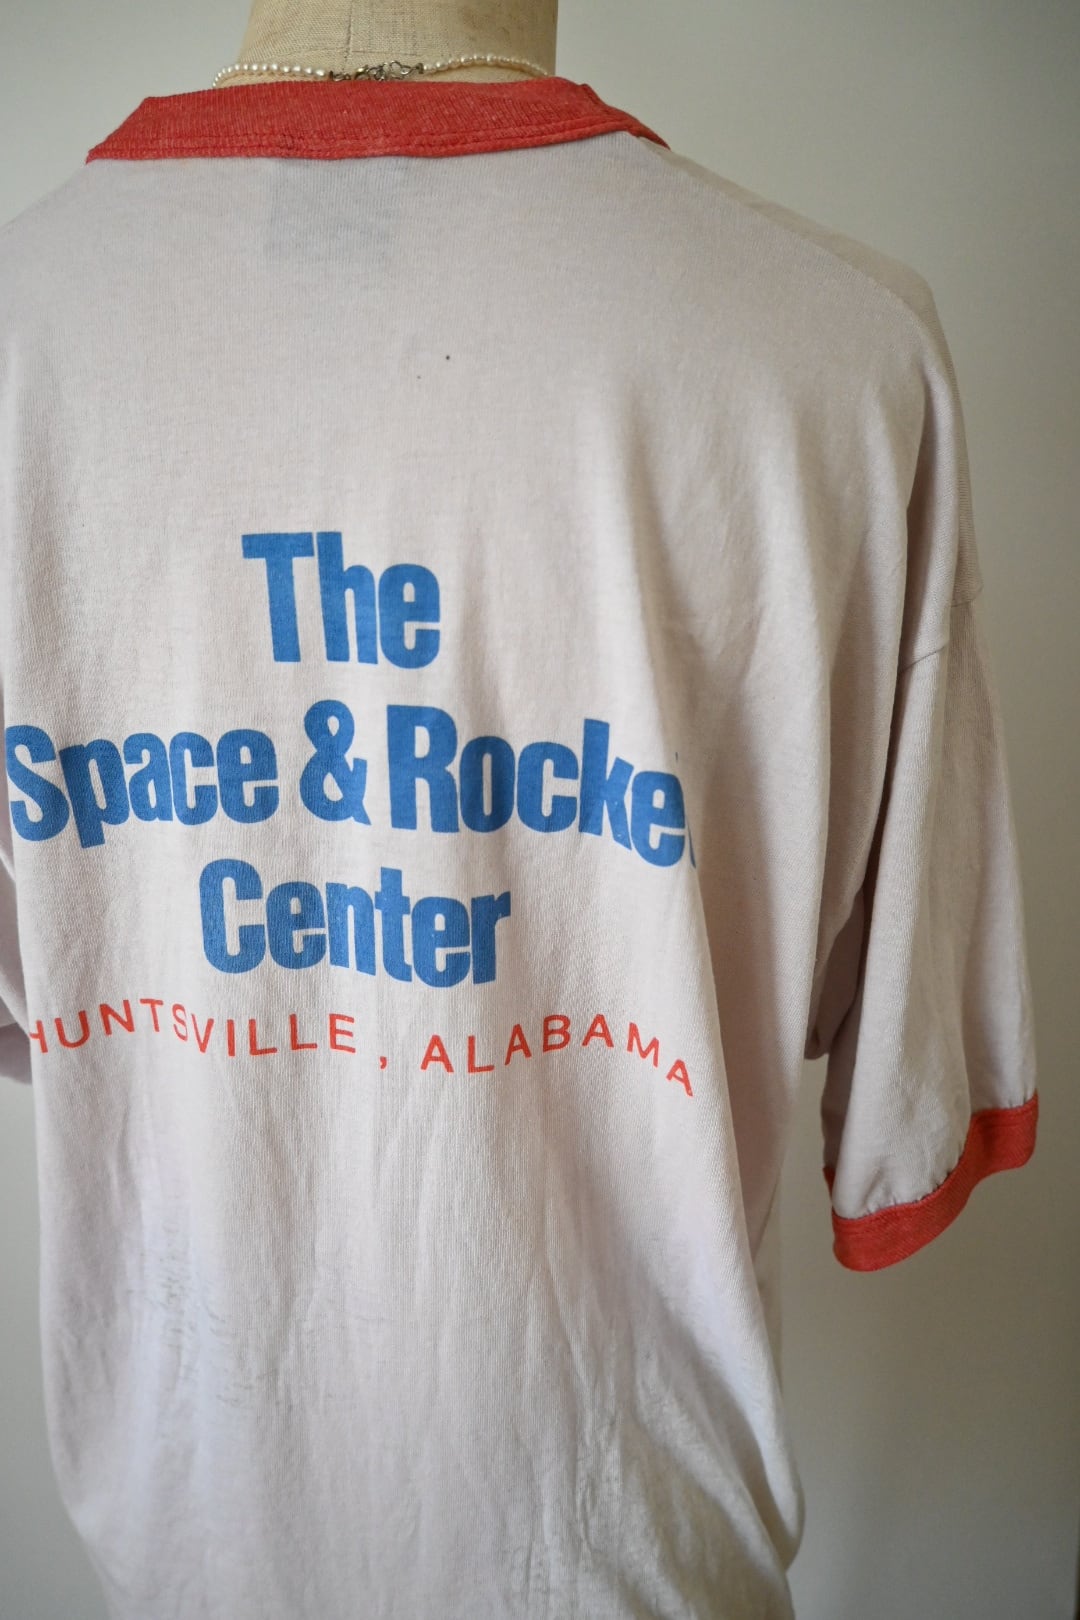 The
Space & Rocket
Center
HUNTSVILLE, ALABAMA